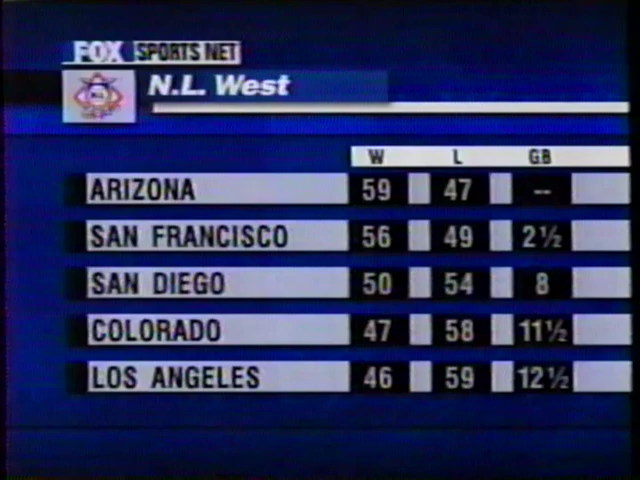 FOX SPORTS NET
N.L. West
W L GB
ARIZONA 59 47 --
SAN FRANCISCO 56 49 2½
SAN DIEGO 50 54 8
COLORADO 47 58 11½
LOS ANGELES 46 59 12½